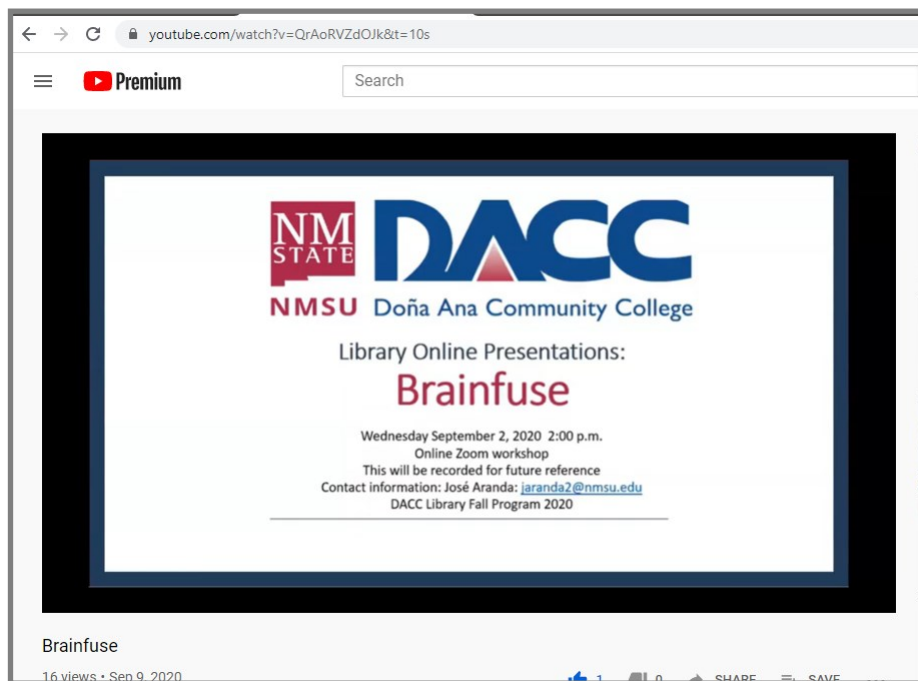 youtube.com/watch?v=QrAoRVZdOJk&t=10s
Premium
Search
NM
STATE
NMSU
DACC
Doña Ana Community College
Library Online Presentations:
Brainfuse
Wednesday September 2, 2020 2:00 p.m.
Online Zoom workshop
This will be recorded for future reference
Contact information: José Aranda: jaranda2@nmsu.edu
DACC Library Fall Program 2020
Brainfuse
16 views • Sep 9, 2020
1 0 SHARE SAVE